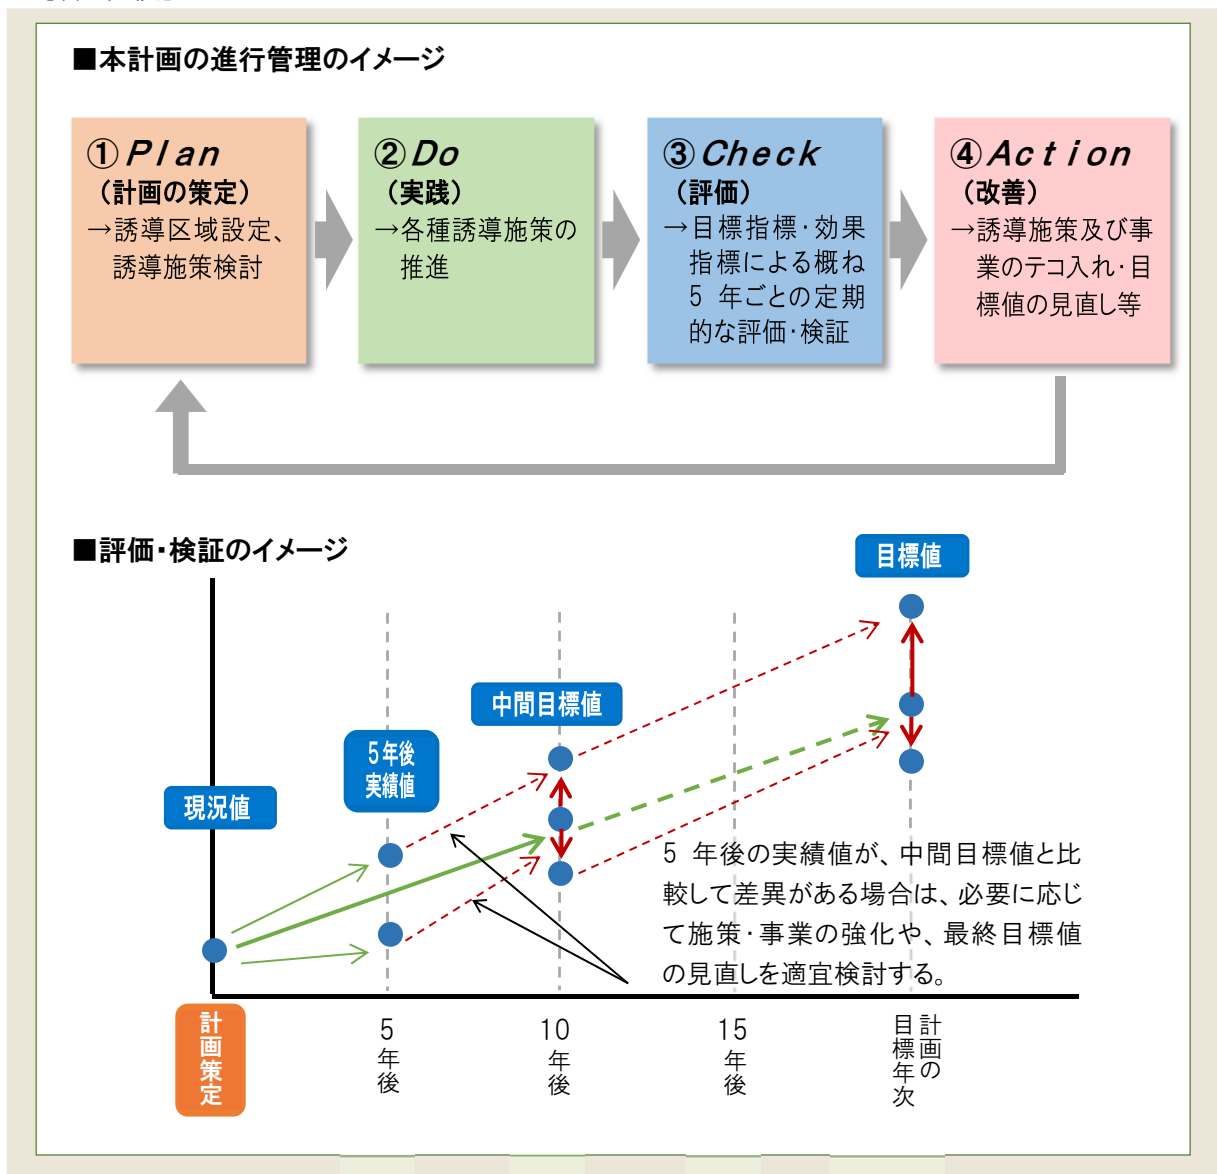 ■本計画の進行管理のイメージ
①Plan
（計画の策定）
→誘導区域設定、
誘導施策検討
②Do
（実践）
→各種誘導施策の
推進
③Check
（評価）
→目標指標・効果
指標による概ね
5 年ごとの定期
的な評価・検証
④Action
（改善）
→誘導施策及び事
業のテコ入れ・目
標値の見直し等
■評価・検証のイメージ
目標値
中間目標値
5年後
実績値
現況値
5 年後の実績値が、中間目標値と比
較して差異がある場合は、必要に応じ
て施策・事業の強化や、最終目標値
の見直しを適宜検討する。
計画策定
5年後
10年後
15年後
計画の
目標年次